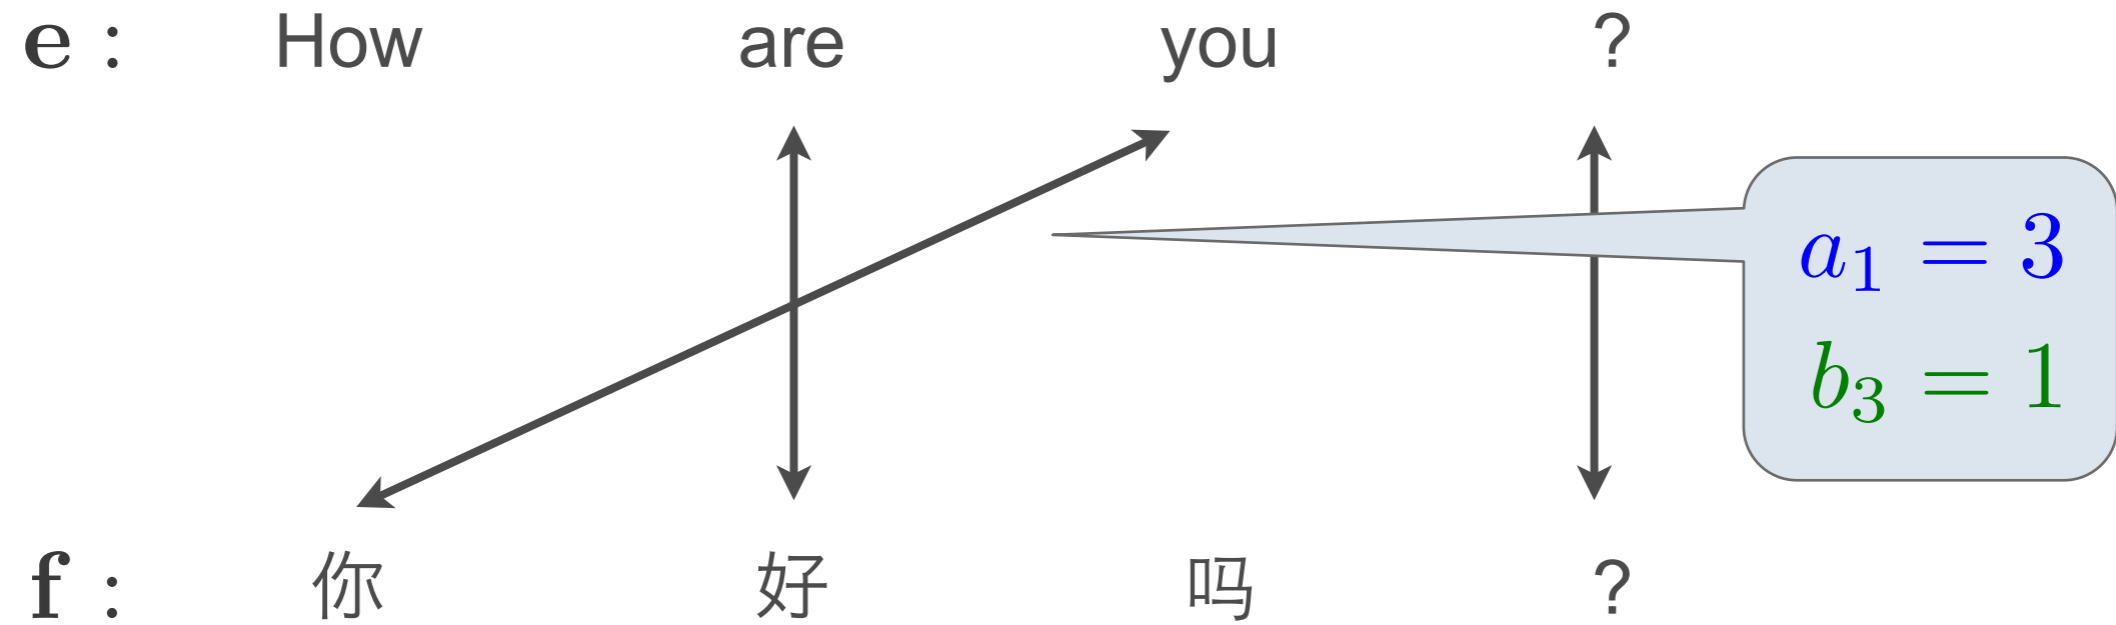 e : How are you ?
a₁ = 3
b₃ = 1
f : 你 好 吗 ?